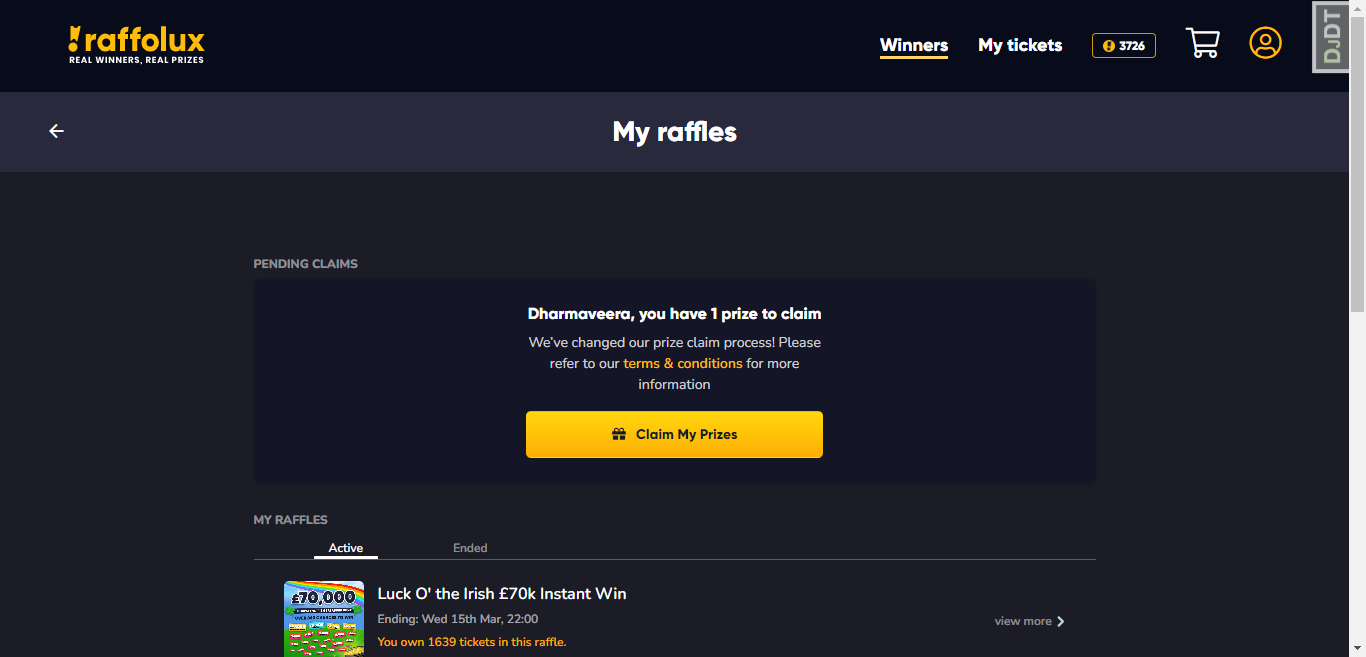 raffolux
REAL WINNERS, REAL PRIZES
Winners
My tickets
3726
DjDT
My raffles
PENDING CLAIMS
Dharmaveera, you have 1 prize to claim
We've changed our prize claim process! Please
refer to our terms & conditions for more
information
Claim My Prizes
MY RAFFLES
Active
Ended
£70,000
Luck O' the Irish £70k Instant Win
Ending: Wed 15th Mar, 22:00
You own 1639 tickets in this raffle.
view more